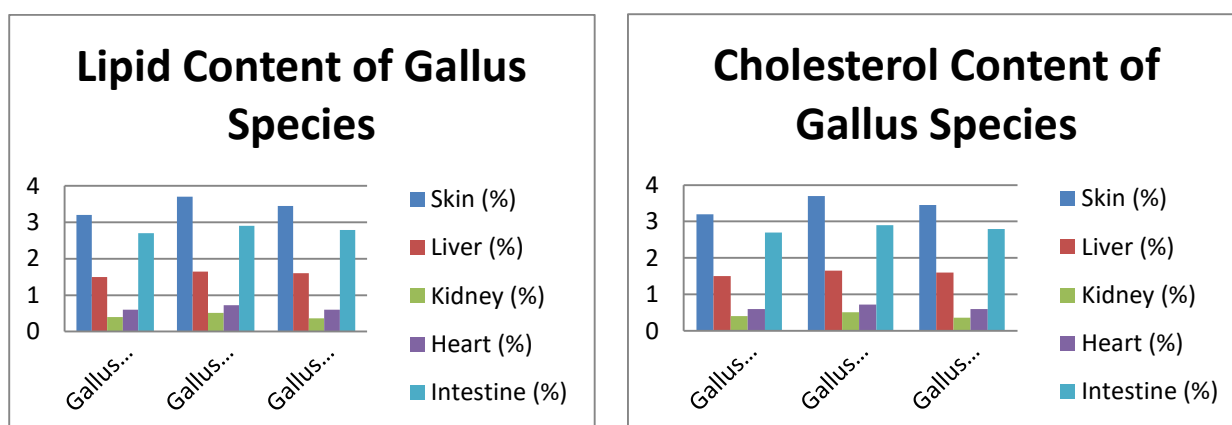 Lipid Content of Gallus
Species
4
3
2
1
0
Gallus...
Gallus...
Gallus...
Skin (%)
Liver (%)
Kidney (%)
Heart (%)
Intestine (%)
Cholesterol Content of
Gallus Species
4
3
2
1
0
Gallus...
Gallus...
Gallus...
Skin (%)
Liver (%)
Kidney (%)
Heart (%)
Intestine (%)